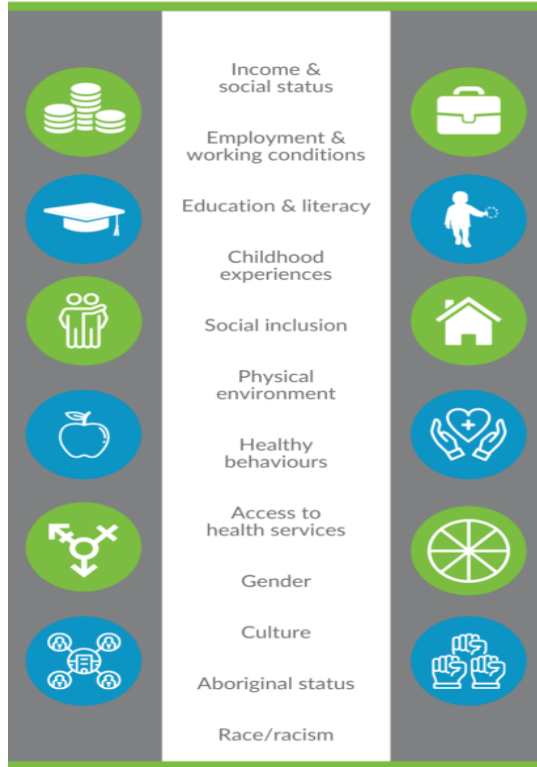 Income &
social status
Employment &
working conditions
Education & literacy
Childhood
experiences
Social inclusion
Physical
environment
Healthy
behaviours
Access to
health services
Gender
Culture
Aboriginal status
Race/racism